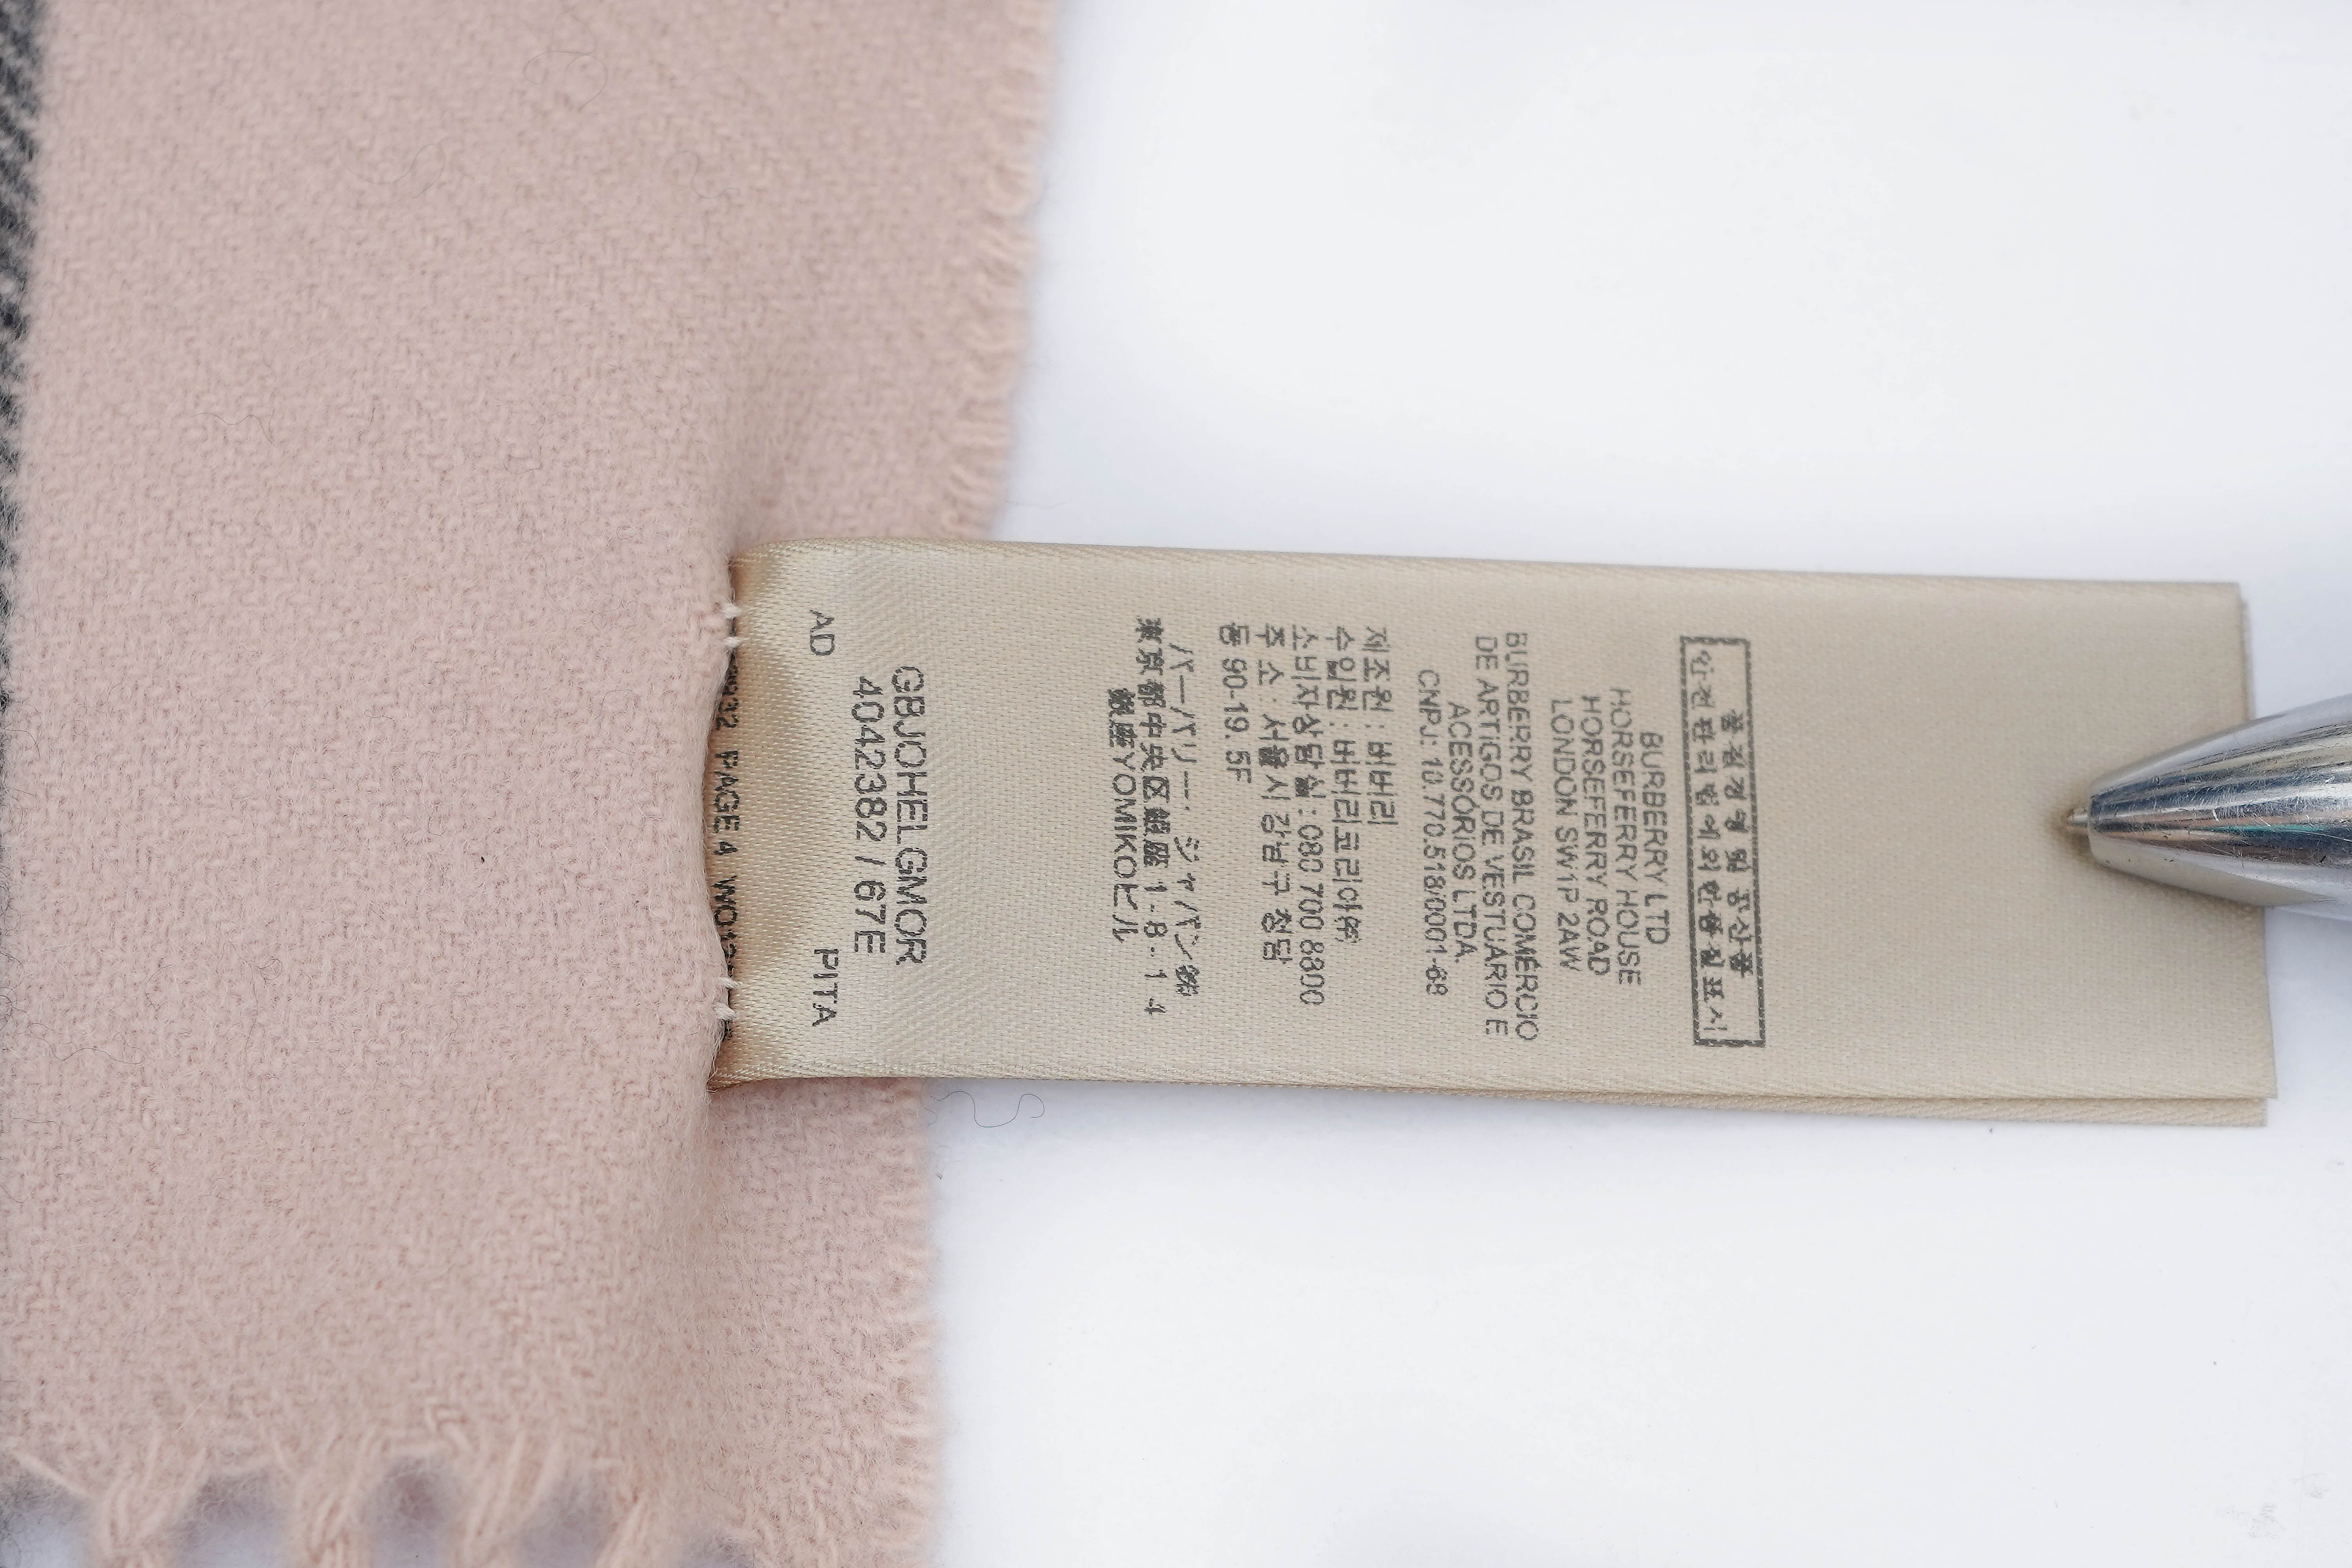 품질경영 및 공산품
안전관리법에 의한 품질표시
BURBERRY LTD
HORSEFERRY HOUSE
HORSEFERRY ROAD
LONDON SW1P 2AW
BURBERRY BRASIL COMÉRCIO
DE ARTIGOS DE VESTUÁRIO E
ACESSÓRIOS LTDA.
CNPJ: 10.770.518/0001-68
제조원 : 버버리
수입원 : 버버리코리아㈜
소비자상담실 : 080 700 8800
주 소 : 서울시 강남구 청담
동 90-19. 5F
バーバリー・ジャパン㈱
東京都中央区銀座 1-8-14
銀座YOMIKOビル
GBJOHELGMOR
4042382 / 67E
AD PITA
PAGE 4